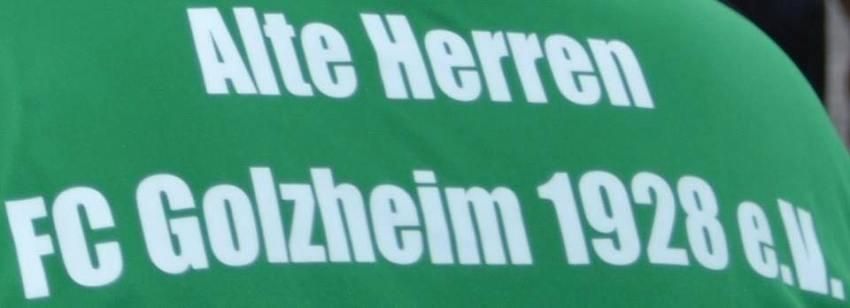 Alte Herren
FC Golzheim 1928 e.V.